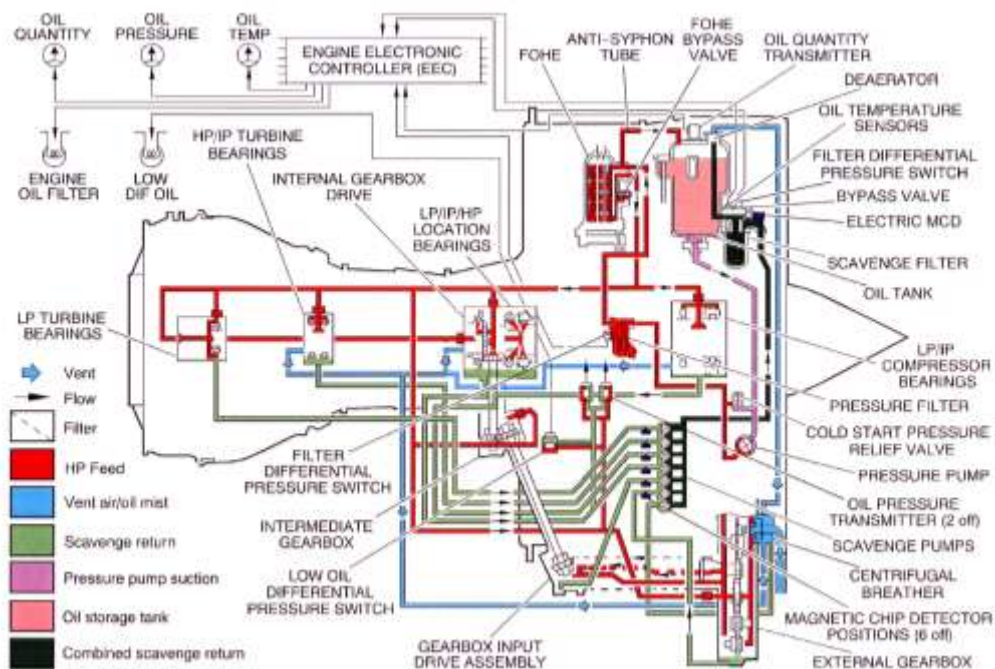 OIL
QUANTITY
OIL
PRESSURE
OIL
TEMP
ENGINE ELECTRONIC
CONTROLLER (EEC)
FOHE
ANTI-SYPHON
TUBE
FOHE
BYPASS
VALVE
OIL QUANTITY
TRANSMITTER
DEAERATOR
OIL TEMPERATURE
SENSORS
FILTER DIFFERENTIAL
PRESSURE SWITCH
BYPASS VALVE
ELECTRIC MCD
SCAVENGE FILTER
OIL TANK
ENGINE
OIL FILTER
LOW
DIF OIL
HP/IP TURBINE
BEARINGS
INTERNAL GEARBOX
DRIVE
LP/IP/HP
LOCATION
BEARINGS
LP TURBINE
BEARINGS
LP/IP
COMPRESSOR
BEARINGS
PRESSURE FILTER
COLD START PRESSURE
RELIEF VALVE
PRESSURE PUMP
OIL PRESSURE
TRANSMITTER (2 off)
SCAVENGE PUMPS
CENTRIFUGAL
BREATHER
MAGNETIC CHIP DETECTOR
POSITIONS (6 off)
EXTERNAL GEARBOX
FILTER
DIFFERENTIAL
PRESSURE SWITCH
INTERMEDIATE
GEARBOX
LOW OIL
DIFFERENTIAL
PRESSURE SWITCH
GEARBOX INPUT
DRIVE ASSEMBLY
Vent
Flow
Filter
HP Feed
Vent air/oil mist
Scavenge return
Pressure pump suction
Oil storage tank
Combined scavenge return